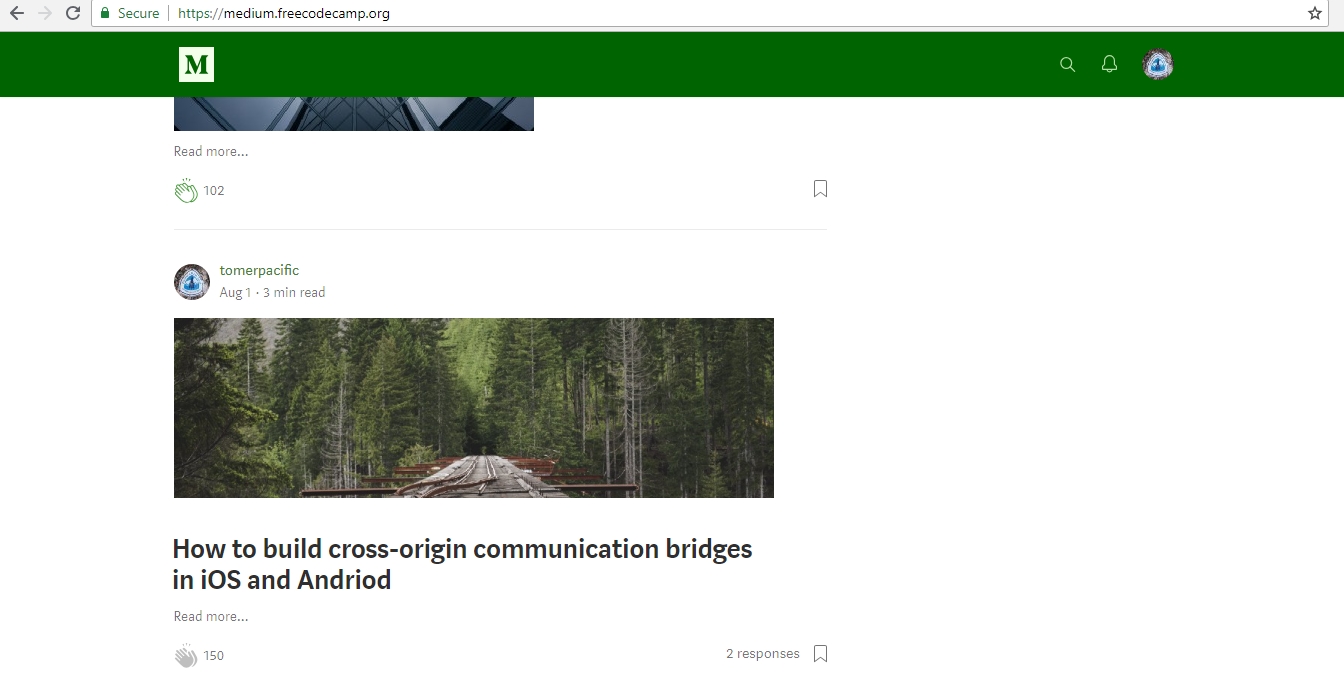 Secure https://medium.freecodecamp.org
M
Read more...
102
tomerpacific
Aug 1 · 3 min read
How to build cross-origin communication bridges
in iOS and Andriod
Read more...
150 2 responses